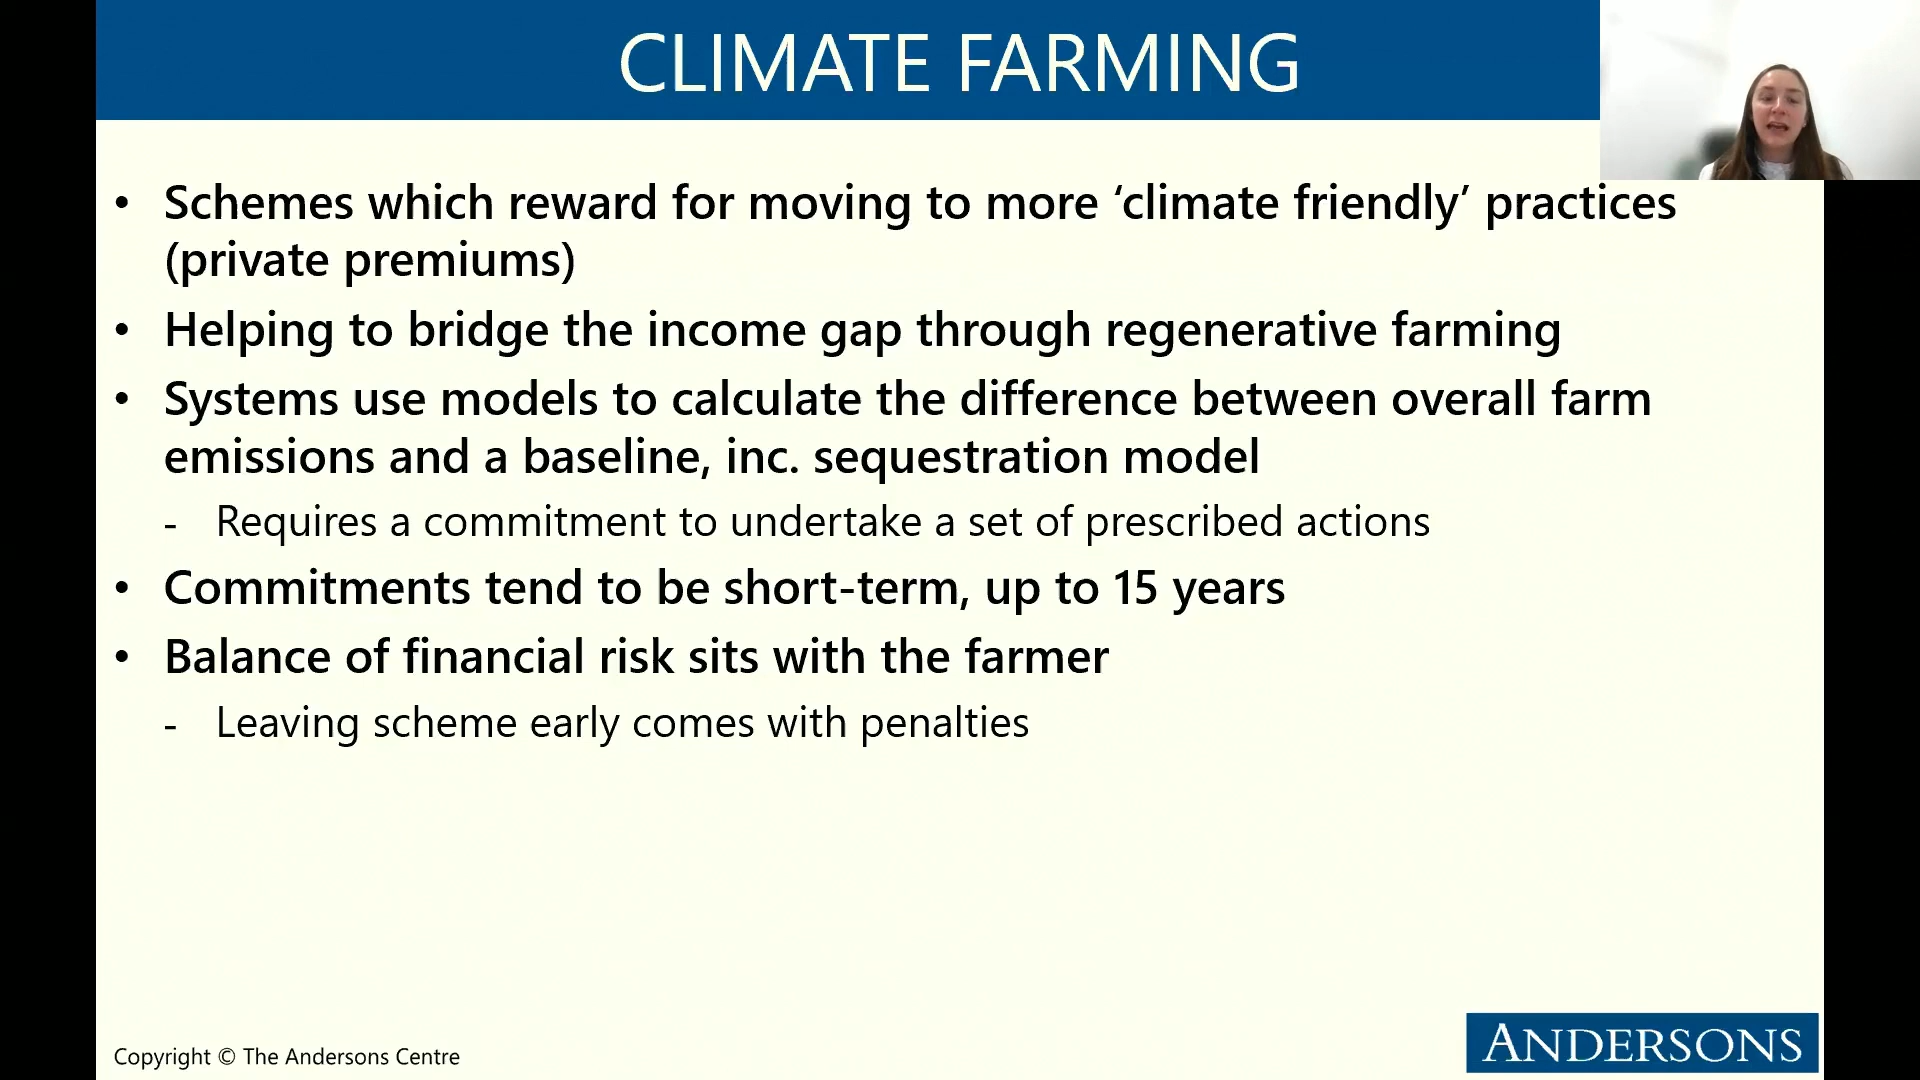 CLIMATE FARMING
• Schemes which reward for moving to more ‘climate friendly’ practices
(private premiums)
• Helping to bridge the income gap through regenerative farming
• Systems use models to calculate the difference between overall farm
emissions and a baseline, inc. sequestration model
- Requires a commitment to undertake a set of prescribed actions
• Commitments tend to be short-term, up to 15 years
• Balance of financial risk sits with the farmer
- Leaving scheme early comes with penalties
Copyright © The Andersons Centre
ANDERSONS